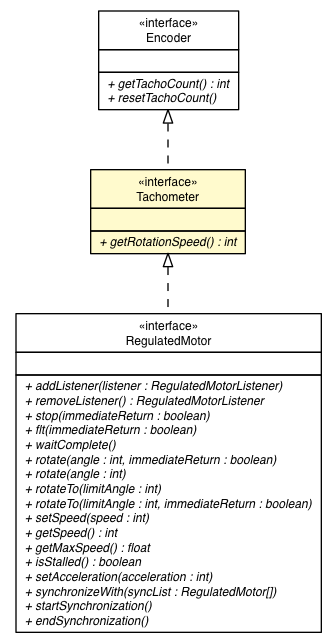 «interface»
Encoder
+ getTachoCount() : int
+ resetTachoCount()
«interface»
Tachometer
+ getRotationSpeed() : int
«interface»
RegulatedMotor
+ addListener(listener : RegulatedMotorListener)
+ removeListener() : RegulatedMotorListener
+ stop(immediateReturn : boolean)
+ flt(immediateReturn : boolean)
+ waitComplete()
+ rotate(angle : int, immediateReturn : boolean)
+ rotate(angle : int)
+ rotateTo(limitAngle : int)
+ rotateTo(limitAngle : int, immediateReturn : boolean)
+ setSpeed(speed : int)
+ getSpeed() : int
+ getMaxSpeed() : float
+ isStalled() : boolean
+ setAcceleration(acceleration : int)
+ synchronizeWith(syncList : RegulatedMotor[])
+ startSynchronization()
+ endSynchronization()